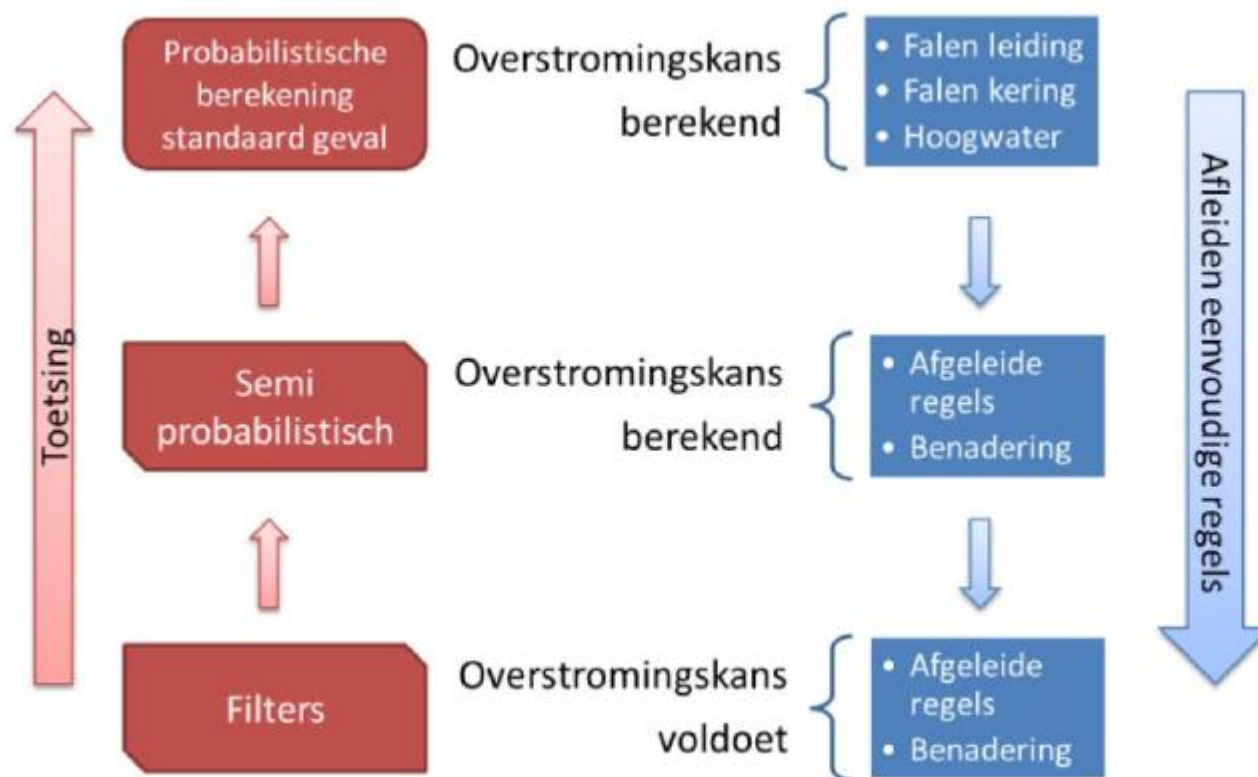 Probabilistische
berekening
standaard geval
Overstromingskans
berekend
• Falen leiding
• Falen kering
• Hoogwater
Toetsing
Afleiden eenvoudige regels
Semi
probabilistisch
Overstromingskans
berekend
• Afgeleide
regels
• Benadering
Filters
Overstromingskans
voldoet
• Afgeleide
regels
• Benadering